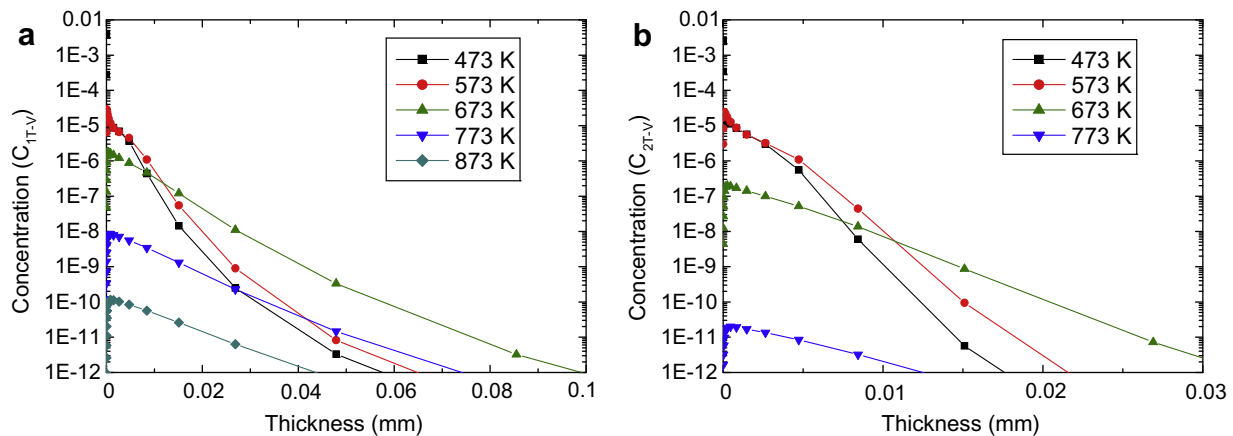 a
0.01
1E-3
1E-4
1E-5
1E-6
1E-7
1E-8
1E-9
1E-10
1E-11
1E-12
Concentration (C1T-V)
0
0.02
0.04
0.06
0.08
0.1
Thickness (mm)
473 K
573 K
673 K
773 K
873 K
b
0.01
1E-3
1E-4
1E-5
1E-6
1E-7
1E-8
1E-9
1E-10
1E-11
1E-12
Concentration (C2T-V)
0
0.01
0.02
0.03
Thickness (mm)
473 K
573 K
673 K
773 K